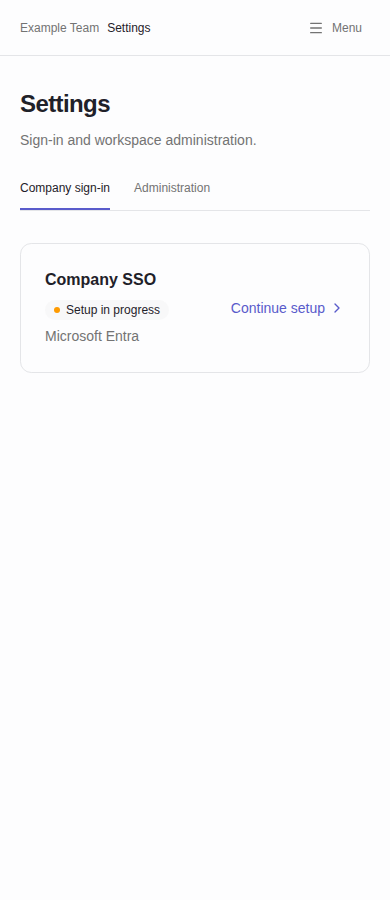 Example Team Settings Menu
Settings
Sign-in and workspace administration.
Company sign-in Administration
Company SSO
Setup in progress
Continue setup
Microsoft Entra